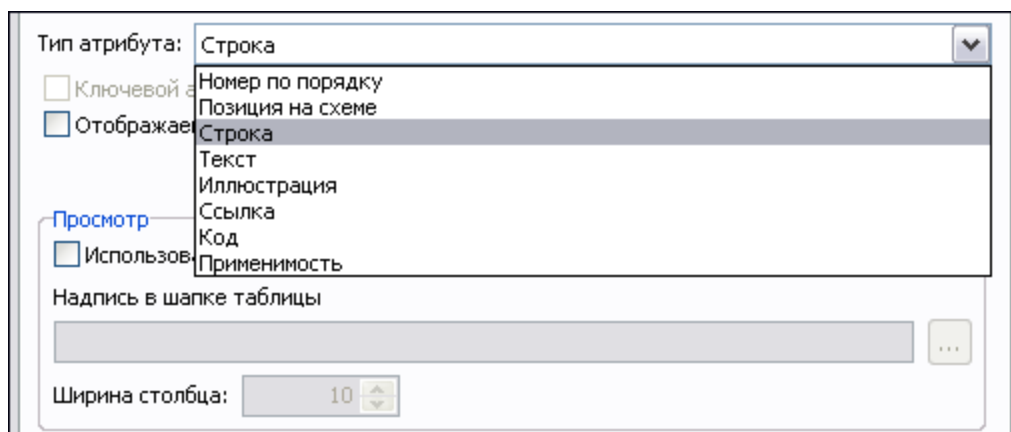 Тип атрибута: Строка
Ключевой
Номер по порядку
Позиция на схеме
Строка
Текст
Иллюстрация
Ссылка
Код
Применимость
Просмотр
Надпись в шапке таблицы
...
Ширина столбца: 10